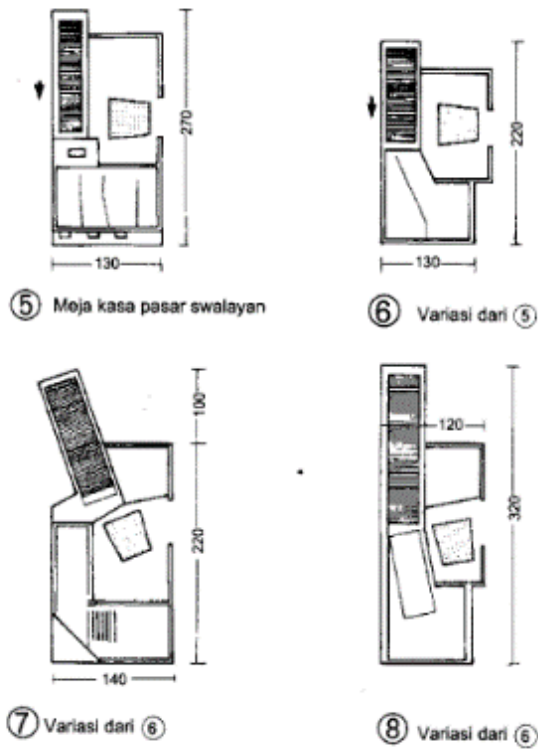 270
130
⑤ Meja kasa pasar swalayan
220
130
⑥ Variasi dari ⑤
100
220
140
⑦ Variasi dari ⑥
120
320
⑧ Variasi dari ⑥